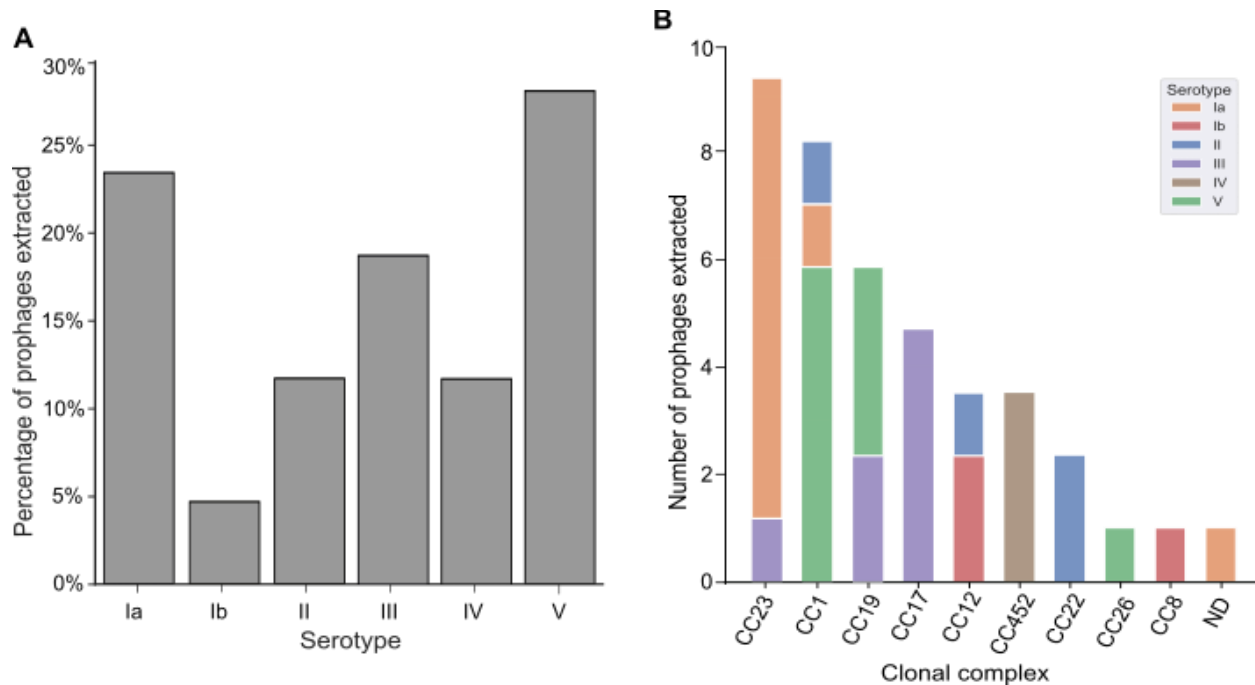 A
Percentage of prophages extracted
30%
25%
20%
15%
10%
5%
0%
Ia
Ib
II
III
IV
V
Serotype
B
Number of prophages extracted
10
8
6
4
2
0
Serotype
Ia
Ib
II
III
IV
V
CC23
CC1
CC19
CC17
CC12
CC452
CC22
CC26
CC8
ND
Clonal complex